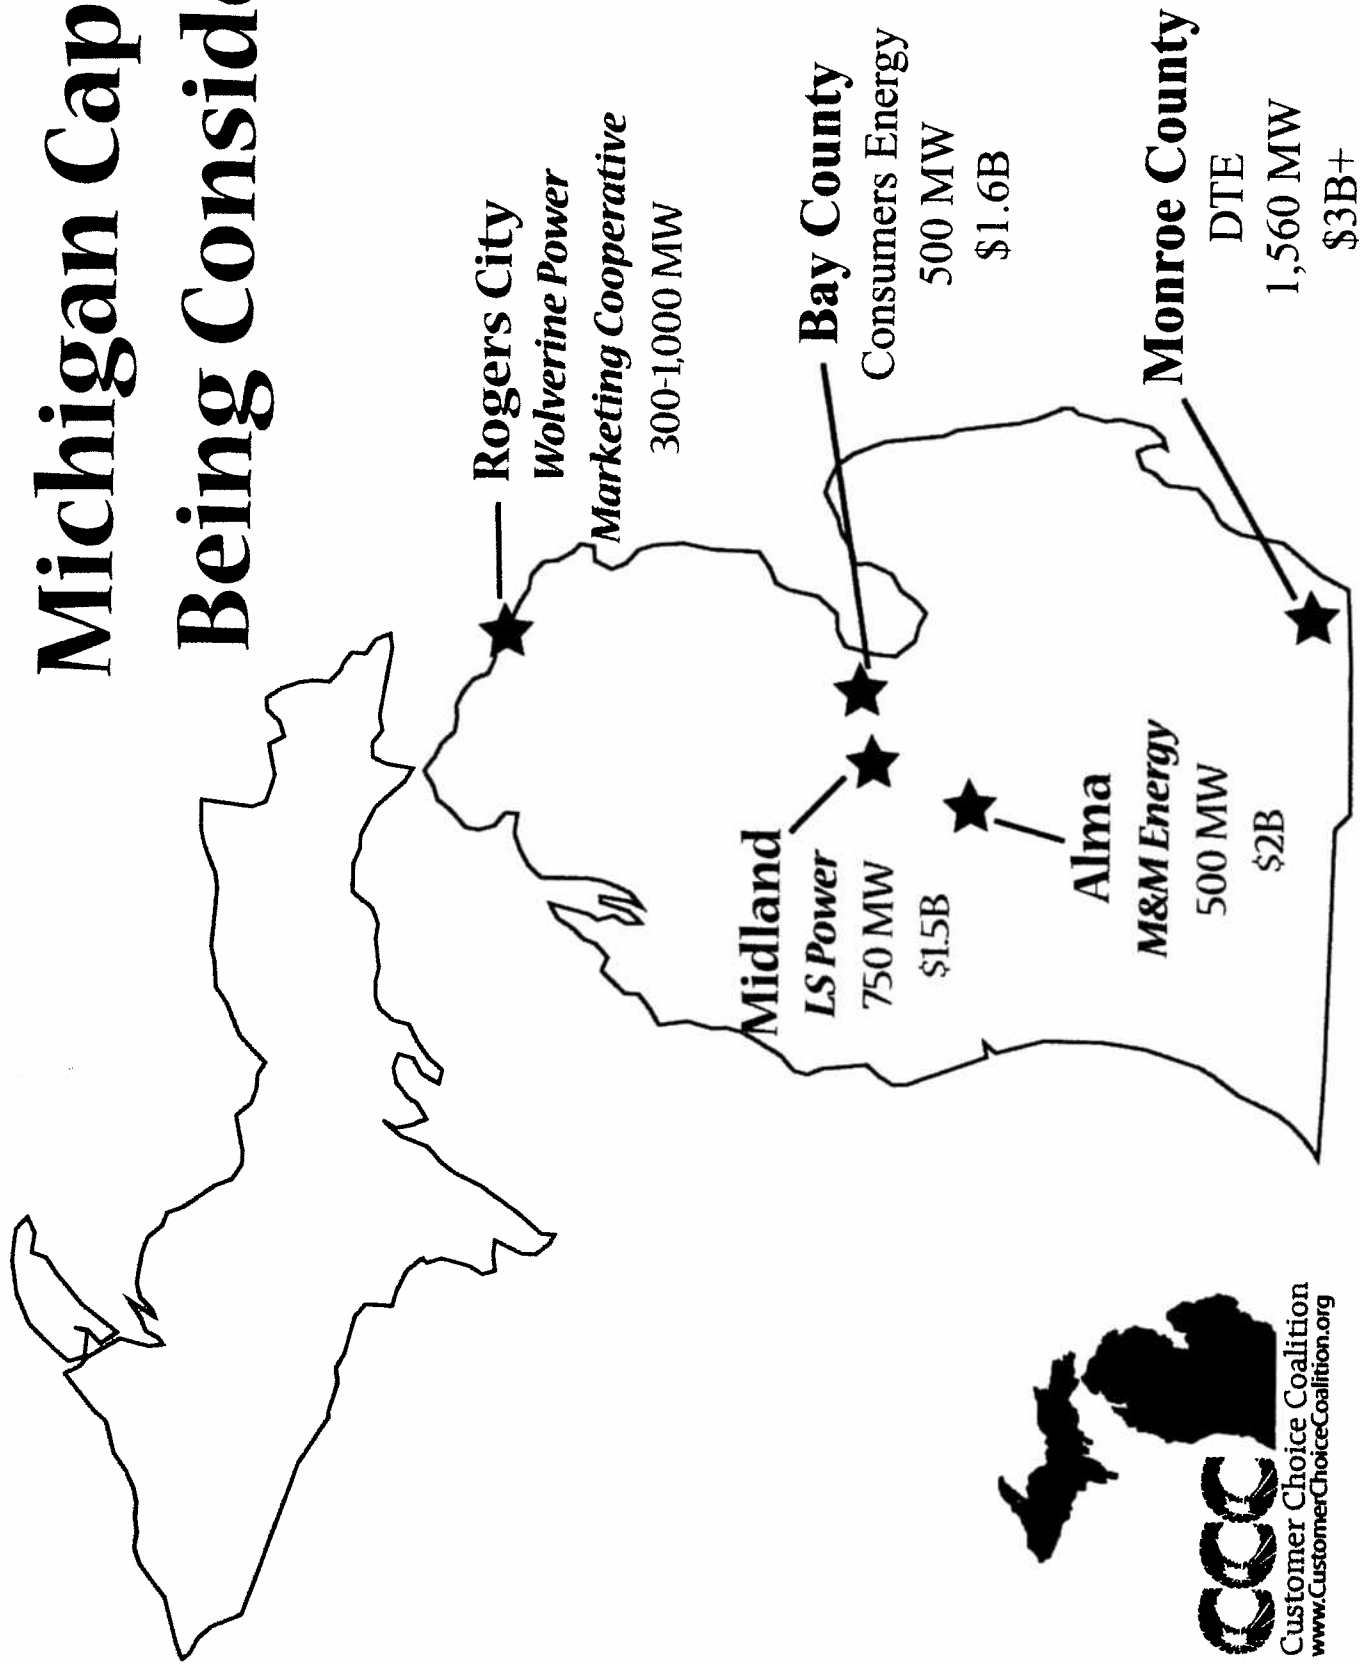 Michigan Cap
Being Conside
Rogers City
Wolverine Power
Marketing Cooperative
300-1,000 MW
Bay County
Consumers Energy
500 MW
$1.6B
Monroe County
DTE
1,560 MW
$3B+
Midland
LS Power
750 MW
$1.5B
Alma
M&M Energy
500 MW
$2B
CCC
Customer Choice Coalition
www.CustomerChoiceCoalition.org